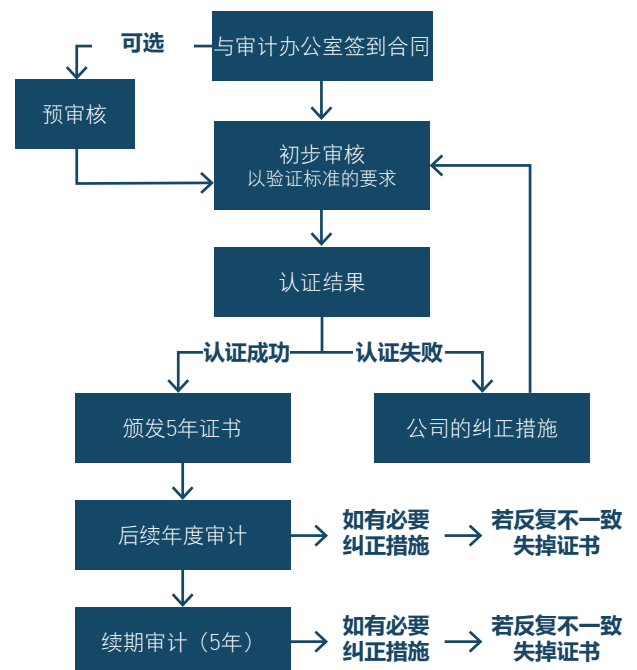 可选
与审计办公室签到合同
预审核
初步审核
以验证标准的要求
认证结果
认证成功
认证失败
颁发5年证书
公司的纠正措施
后续年度审计
如有必要
纠正措施
若反复不一致
失掉证书
续期审计（5年）
如有必要
纠正措施
若反复不一致
失掉证书